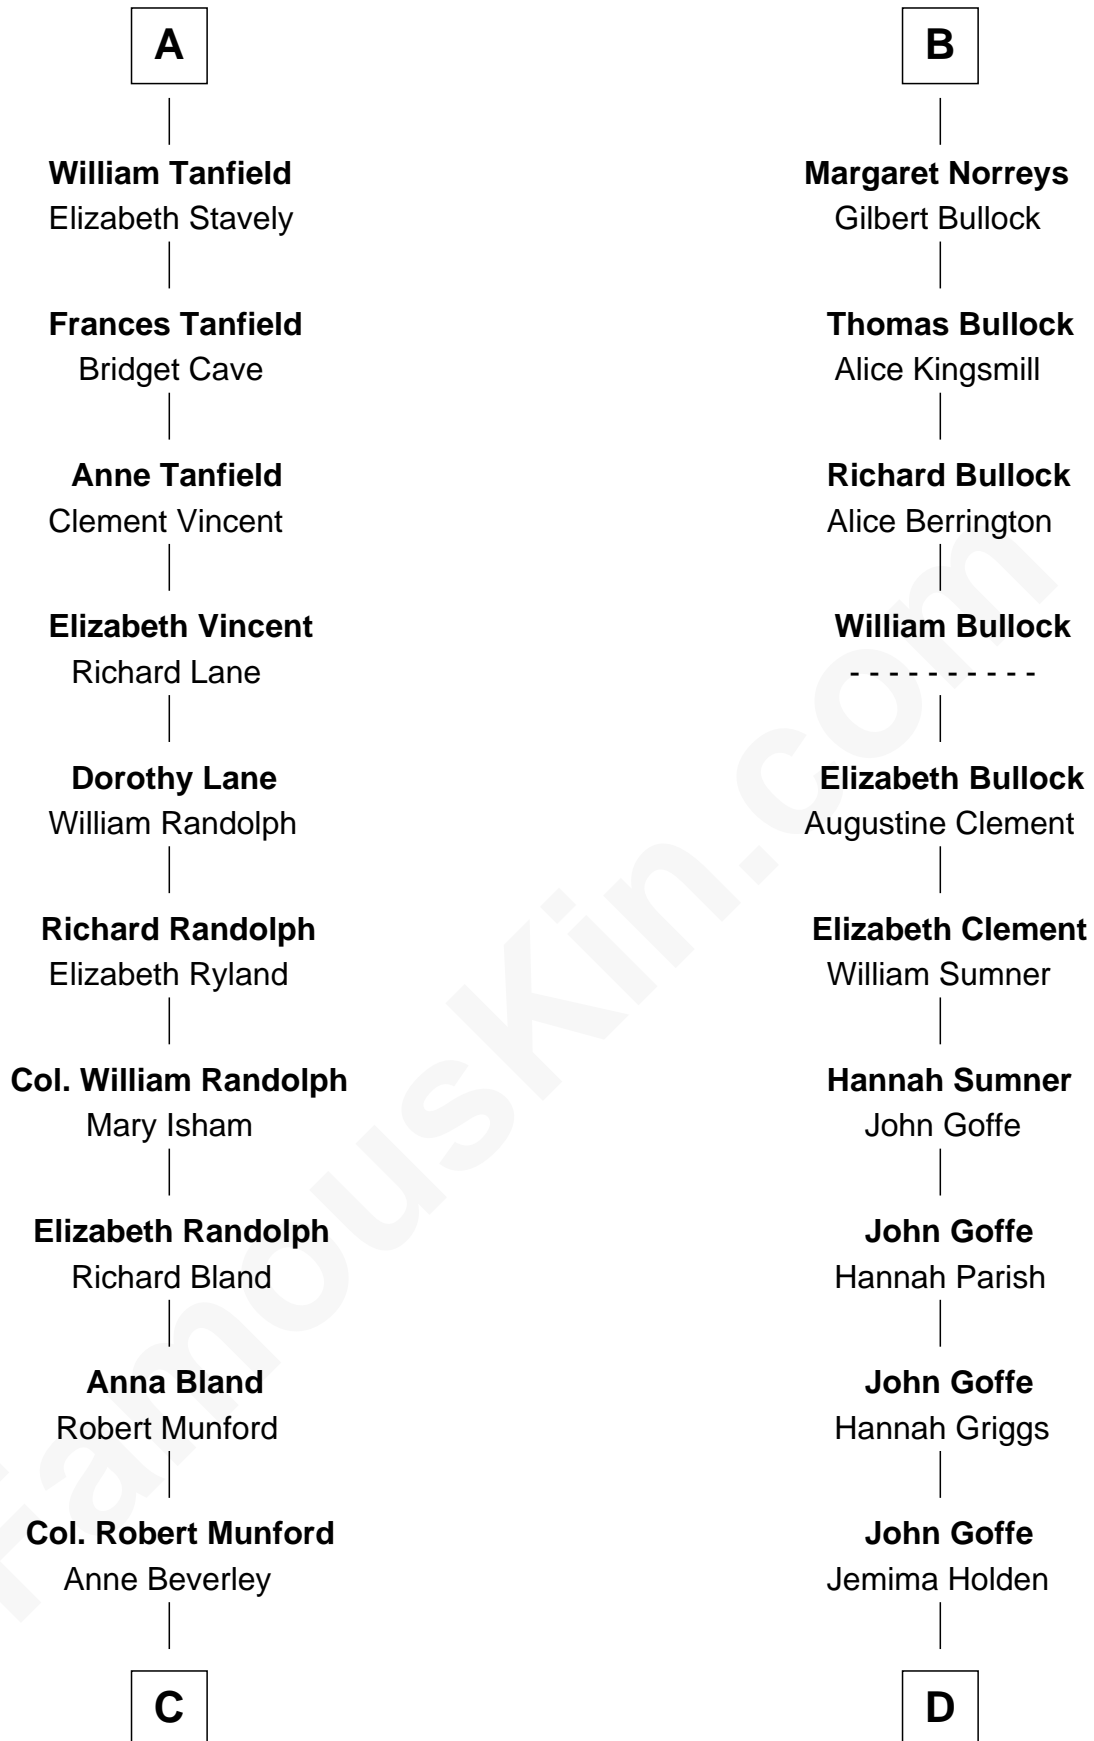 A
William Tanfield
Elizabeth Stavely
Frances Tanfield
Bridget Cave
Anne Tanfield
Clement Vincent
Elizabeth Vincent
Richard Lane
Dorothy Lane
William Randolph
Richard Randolph
Elizabeth Ryland
Col. William Randolph
Mary Isham
Elizabeth Randolph
Richard Bland
Anna Bland
Robert Munford
Col. Robert Munford
Anne Beverley
C
B
Margaret Norreys
Gilbert Bullock
Thomas Bullock
Alice Kingsmill
Richard Bullock
Alice Berrington
William Bullock
- - - - - - - - - -
Elizabeth Bullock
Augustine Clement
Elizabeth Clement
William Sumner
Hannah Sumner
John Goffe
John Goffe
Hannah Parish
John Goffe
Hannah Griggs
John Goffe
Jemima Holden
D
FamousKin.com